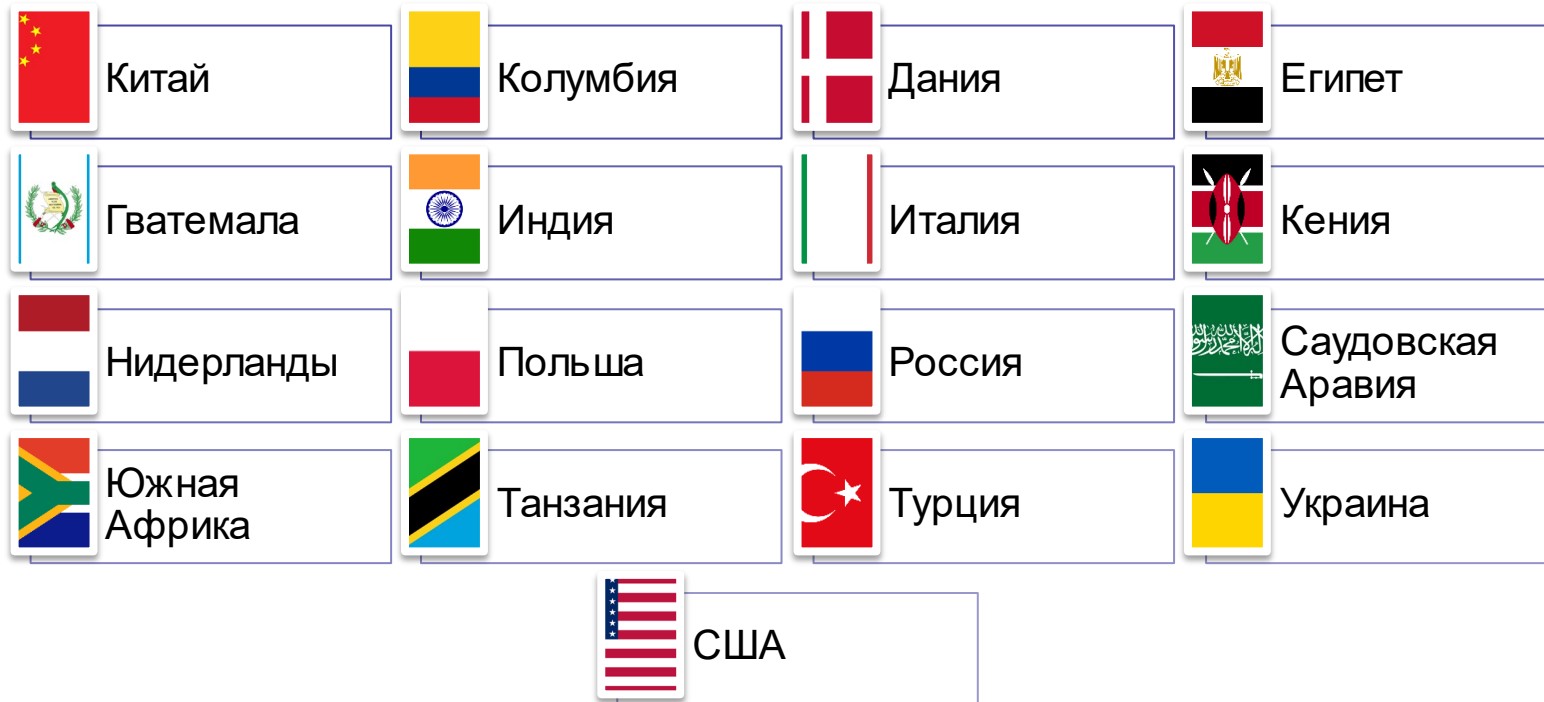 Китай
Колумбия
Дания
Египет
Гватемала
Индия
Италия
Кения
Нидерланды
Польша
Россия
Саудовская
Аравия
Южная
Африка
Танзания
Турция
Украина
США